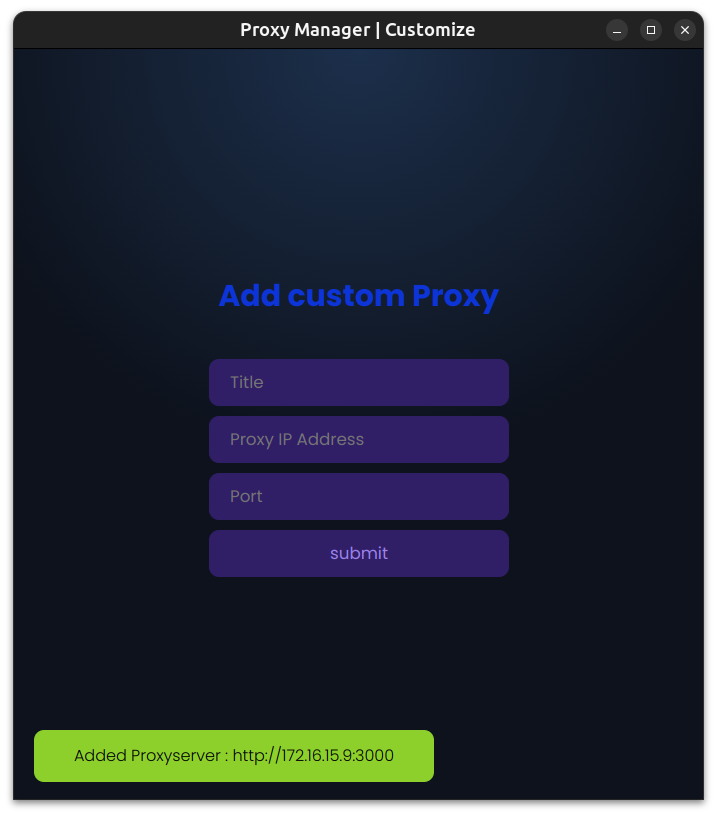 Proxy Manager | Customize
Add custom Proxy
Title
Proxy IP Address
Port
submit
Added Proxyserver : http://172.16.15.9:3000